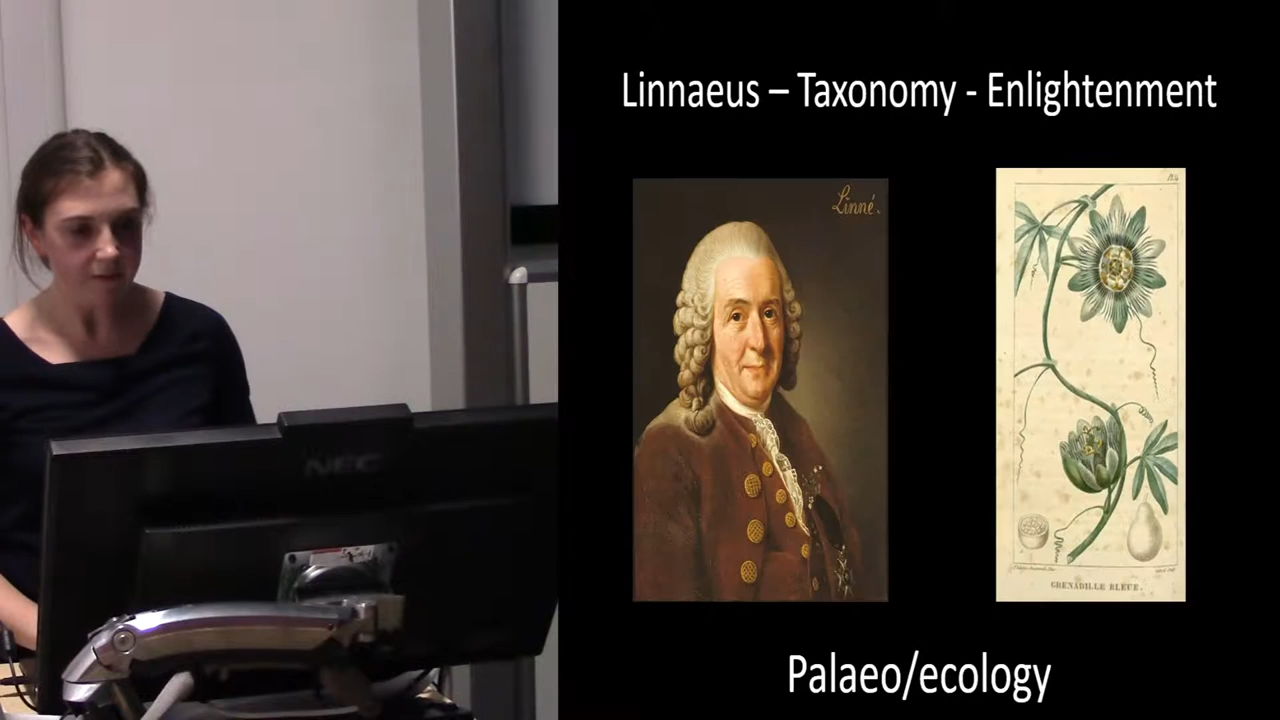 Linnaeus – Taxonomy - Enlightenment
Linné.
GRENADILLE BLEUE.
NEC
Palaeo/ecology